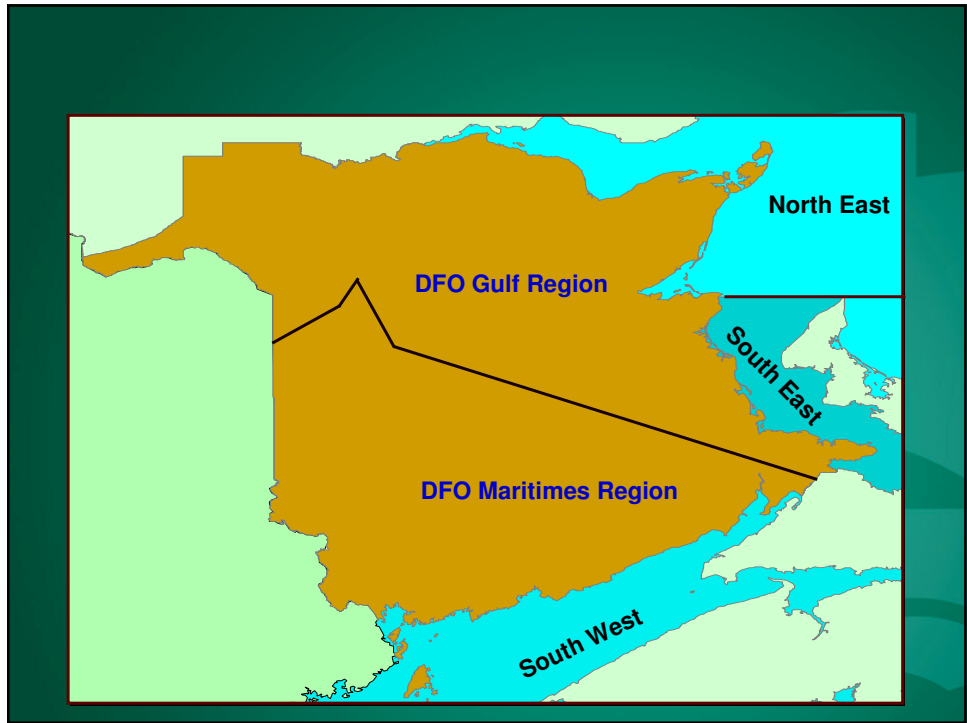 North East
DFO Gulf Region
South East
DFO Maritimes Region
South West